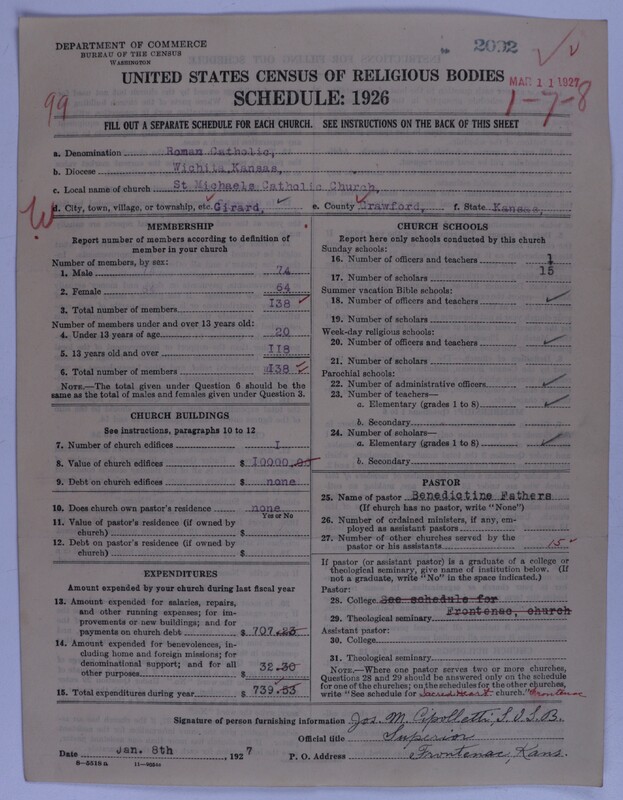 DEPARTMENT OF COMMERCE
BUREAU OF THE CENSUS
WASHINGTON
2002
UNITED STATES CENSUS OF RELIGIOUS BODIES
MAR 11 1927
SCHEDULE: 1926
1-7-8
99
FILL OUT A SEPARATE SCHEDULE FOR EACH CHURCH. SEE INSTRUCTIONS ON THE BACK OF THIS SHEET
a. Denomination Roman Catholic,
b. Diocese Wichita Kansas,
c. Local name of church St Michaels Catholic Church,
d. City, town, village, or township, etc. Girard, e. County Crawford, f. State Kansas,
W
MEMBERSHIP
Report number of members according to definition of
member in your church
Number of members, by sex:
1. Male 74
2. Female 64
3. Total number of members 138
Number of members under and over 13 years old:
4. Under 13 years of age 20
5. 13 years old and over 118
6. Total number of members 138
NOTE.—The total given under Question 6 should be the
same as the total of males and females given under Question 3.
CHURCH BUILDINGS
See instructions, paragraphs 10 to 12
7. Number of church edifices 1
8. Value of church edifices $ 10000.00
9. Debt on church edifices $ none
10. Does church own pastor's residence none
Yes or No
11. Value of pastor's residence (if owned by
church) $
12. Debt on pastor's residence (if owned by
church) $
EXPENDITURES
Amount expended by your church during last fiscal year
13. Amount expended for salaries, repairs,
and other running expenses; for im-
provements or new buildings; and for
payments on church debt $ 707.23
14. Amount expended for benevolences, in-
cluding home and foreign missions; for
denominational support; and for all
other purposes $ 32.30
15. Total expenditures during year $ 739.53
CHURCH SCHOOLS
Report here only schools conducted by this church
Sunday schools:
16. Number of officers and teachers 1
17. Number of scholars 15
Summer vacation Bible schools:
18. Number of officers and teachers
19. Number of scholars
Week-day religious schools:
20. Number of officers and teachers
21. Number of scholars
Parochial schools:
22. Number of administrative officers
23. Number of teachers—
a. Elementary (grades 1 to 8)
b. Secondary
24. Number of scholars—
a. Elementary (grades 1 to 8)
b. Secondary
PASTOR
25. Name of pastor Benedictine Fathers
(If church has no pastor, write "None")
26. Number of ordained ministers, if any, em-
ployed as assistant pastors
27. Number of other churches served by the
pastor or his assistants 15
If pastor (or assistant pastor) is a graduate of a college or
theological seminary, give name of institution below. (If
not a graduate, write "No" in the space indicated.)
Pastor:
28. College See schedule for
29. Theological seminary Frontenac, church
Assistant pastor:
30. College
31. Theological seminary
NOTE.—Where one pastor serves two or more churches,
Questions 28 and 29 should be answered only on the schedule
for one of the churches; on the schedules for the other churches,
write "See schedule for Sacred Heart church." Frontenac
Signature of person furnishing information Jos. M. Cipolletti, O.S.B.
Official title Superior
Date Jan. 8th, 1927 P. O. Address Frontenac, Kans.
8—5518a 11—